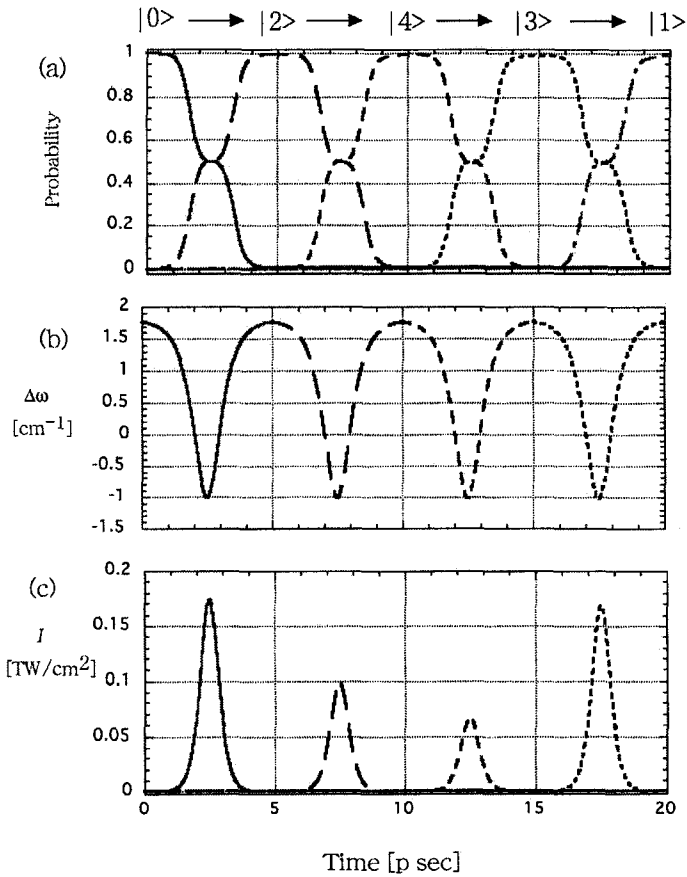 |0> → |2> → |4> → |3> → |1>
(a)
Probability
1
0.8
0.6
0.4
0.2
0
(b)
Δω
[cm⁻¹]
2
1.5
1
0.5
0
-0.5
-1
-1.5
(c)
I
[TW/cm²]
0.2
0.15
0.1
0.05
0
0 5 10 15 20
Time [p sec]